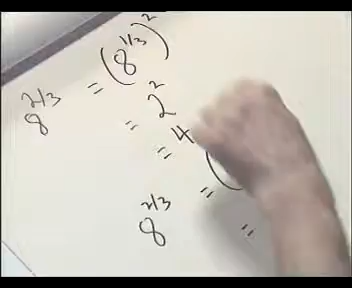 8^{2/3} = (8^{1/3})^2
= 2^2
= 4
8^{2/3} = (
=